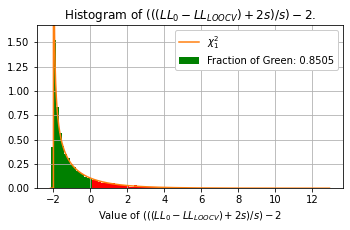 Histogram of (((LL₀ − LL_LOOCV) + 2s)/s) − 2.
1.50
1.25
1.00
0.75
0.50
0.25
0.00
χ²₁
Fraction of Green: 0.8505
−2 0 2 4 6 8 10 12
Value of (((LL₀ − LL_LOOCV) + 2s)/s) − 2